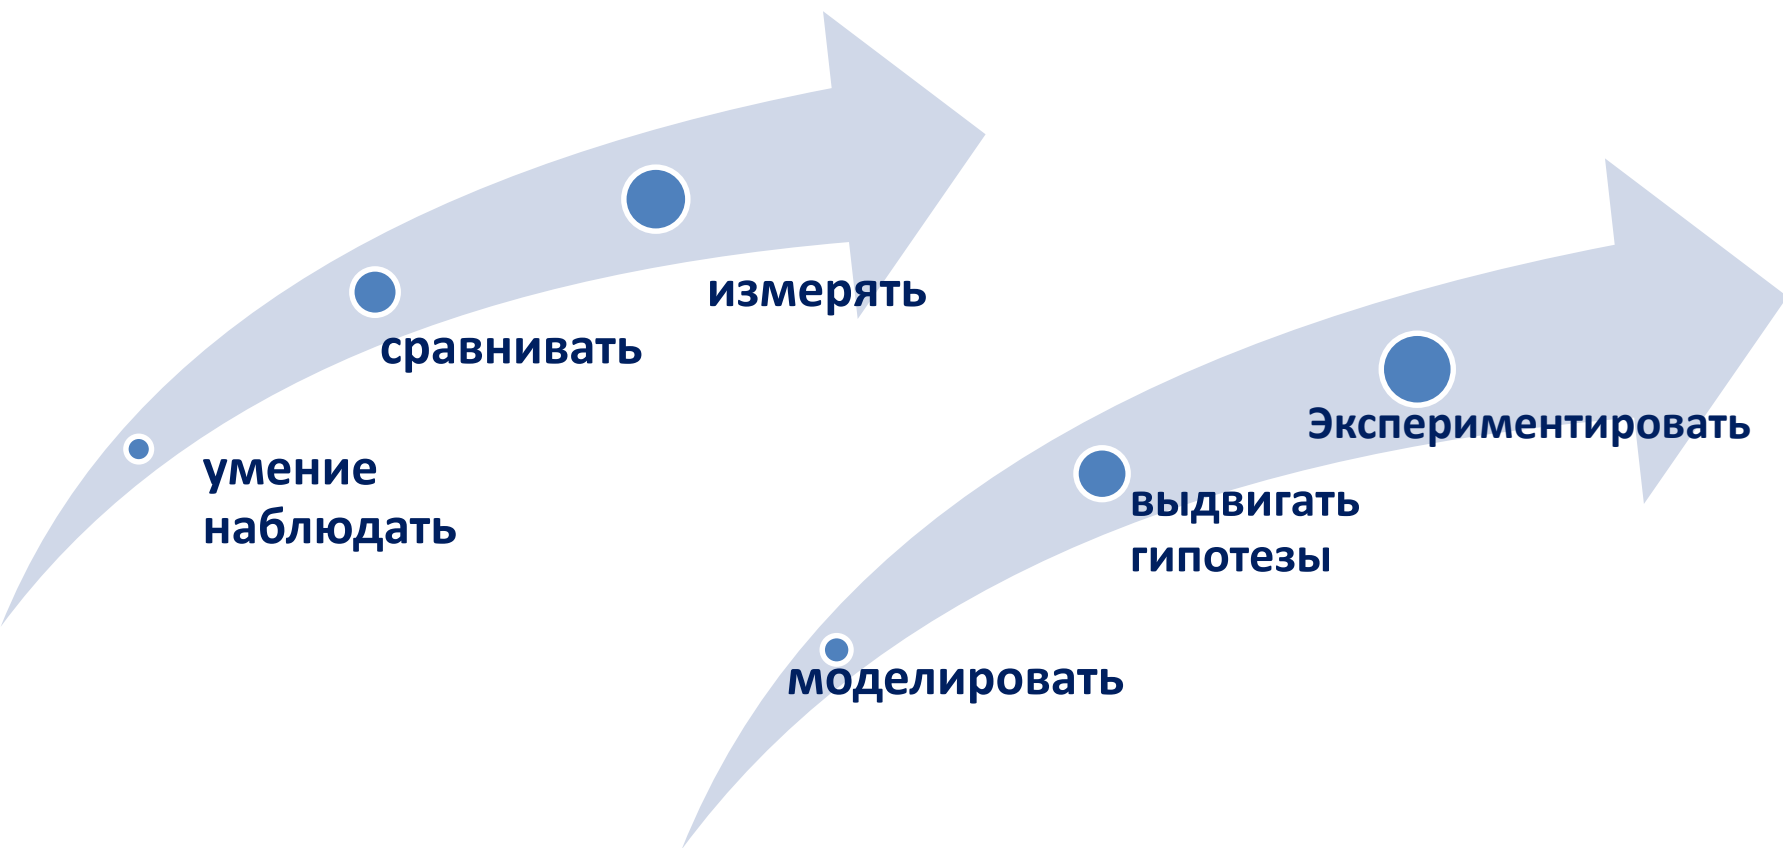 умение
наблюдать
сравнивать
измерять
моделировать
выдвигать
гипотезы
Экспериментировать